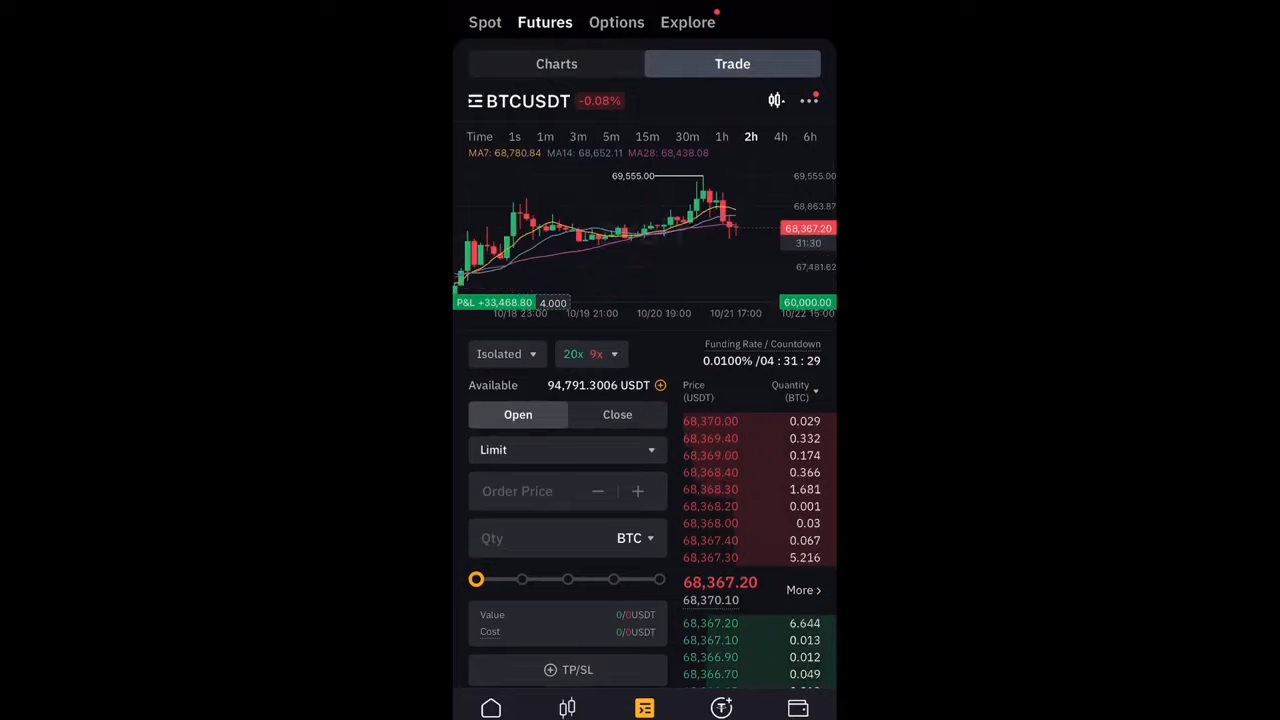 Spot Futures Options Explore
Charts Trade
BTCUSDT -0.08%
Time 1s 1m 3m 5m 15m 30m 1h 2h 4h 6h
MA7: 68,780.84 MA14: 68,652.11 MA28: 68,438.08
69,555.00 69,555.00
68,863.87
68,367.20
31:30
67,481.62
P&L +33,468.80 4.000 60,000.00
10/18 23:00 10/19 21:00 10/20 19:00 10/21 17:00 10/22 15:00
Isolated 20x 9x
Funding Rate / Countdown
0.0100% /04 : 31 : 29
Available 94,791.3006 USDT
Open Close
Limit
Order Price
Qty BTC
Value 0/0USDT
Cost 0/0USDT
TP/SL
Price Quantity
(USDT) (BTC)
68,370.00 0.029
68,369.40 0.332
68,369.00 0.174
68,368.40 0.366
68,368.30 1.681
68,368.20 0.001
68,368.00 0.03
68,367.40 0.067
68,367.30 5.216
68,367.20
68,370.10 More >
68,367.20 6.644
68,367.10 0.013
68,366.90 0.012
68,366.70 0.049